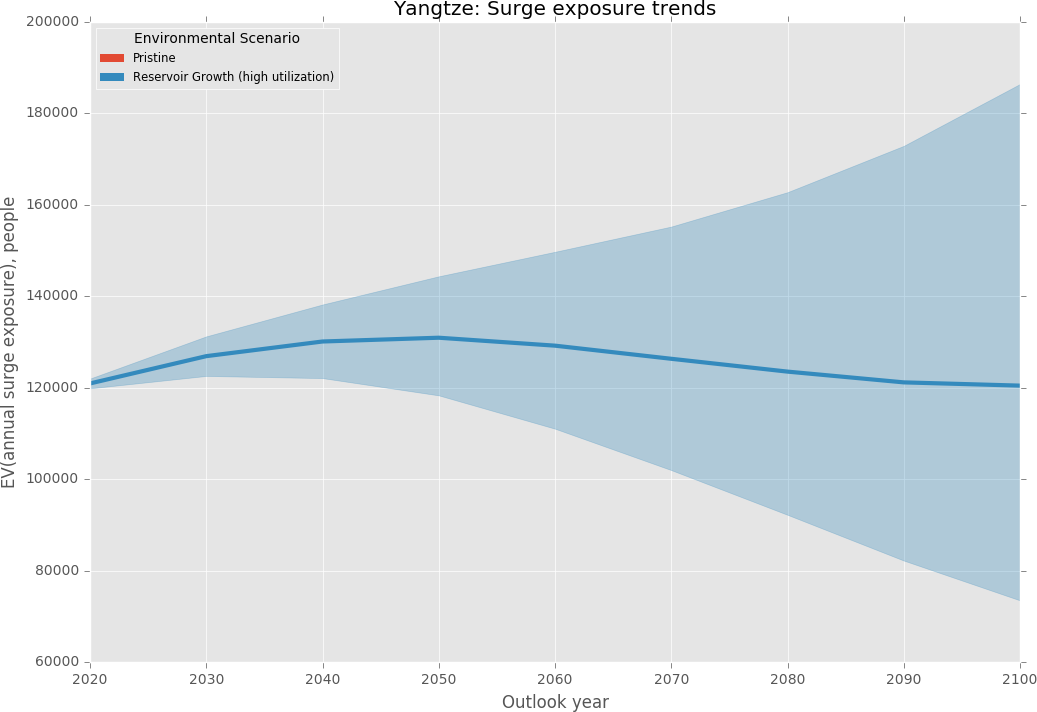 Yangtze: Surge exposure trends
Environmental Scenario
Pristine
Reservoir Growth (high utilization)
EV(annual surge exposure), people
200000
180000
160000
140000
120000
100000
80000
60000
2020 2030 2040 2050 2060 2070 2080 2090 2100
Outlook year